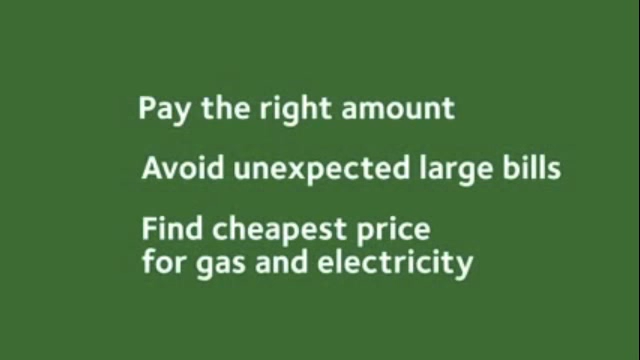 Pay the right amount
Avoid unexpected large bills
Find cheapest price
for gas and electricity